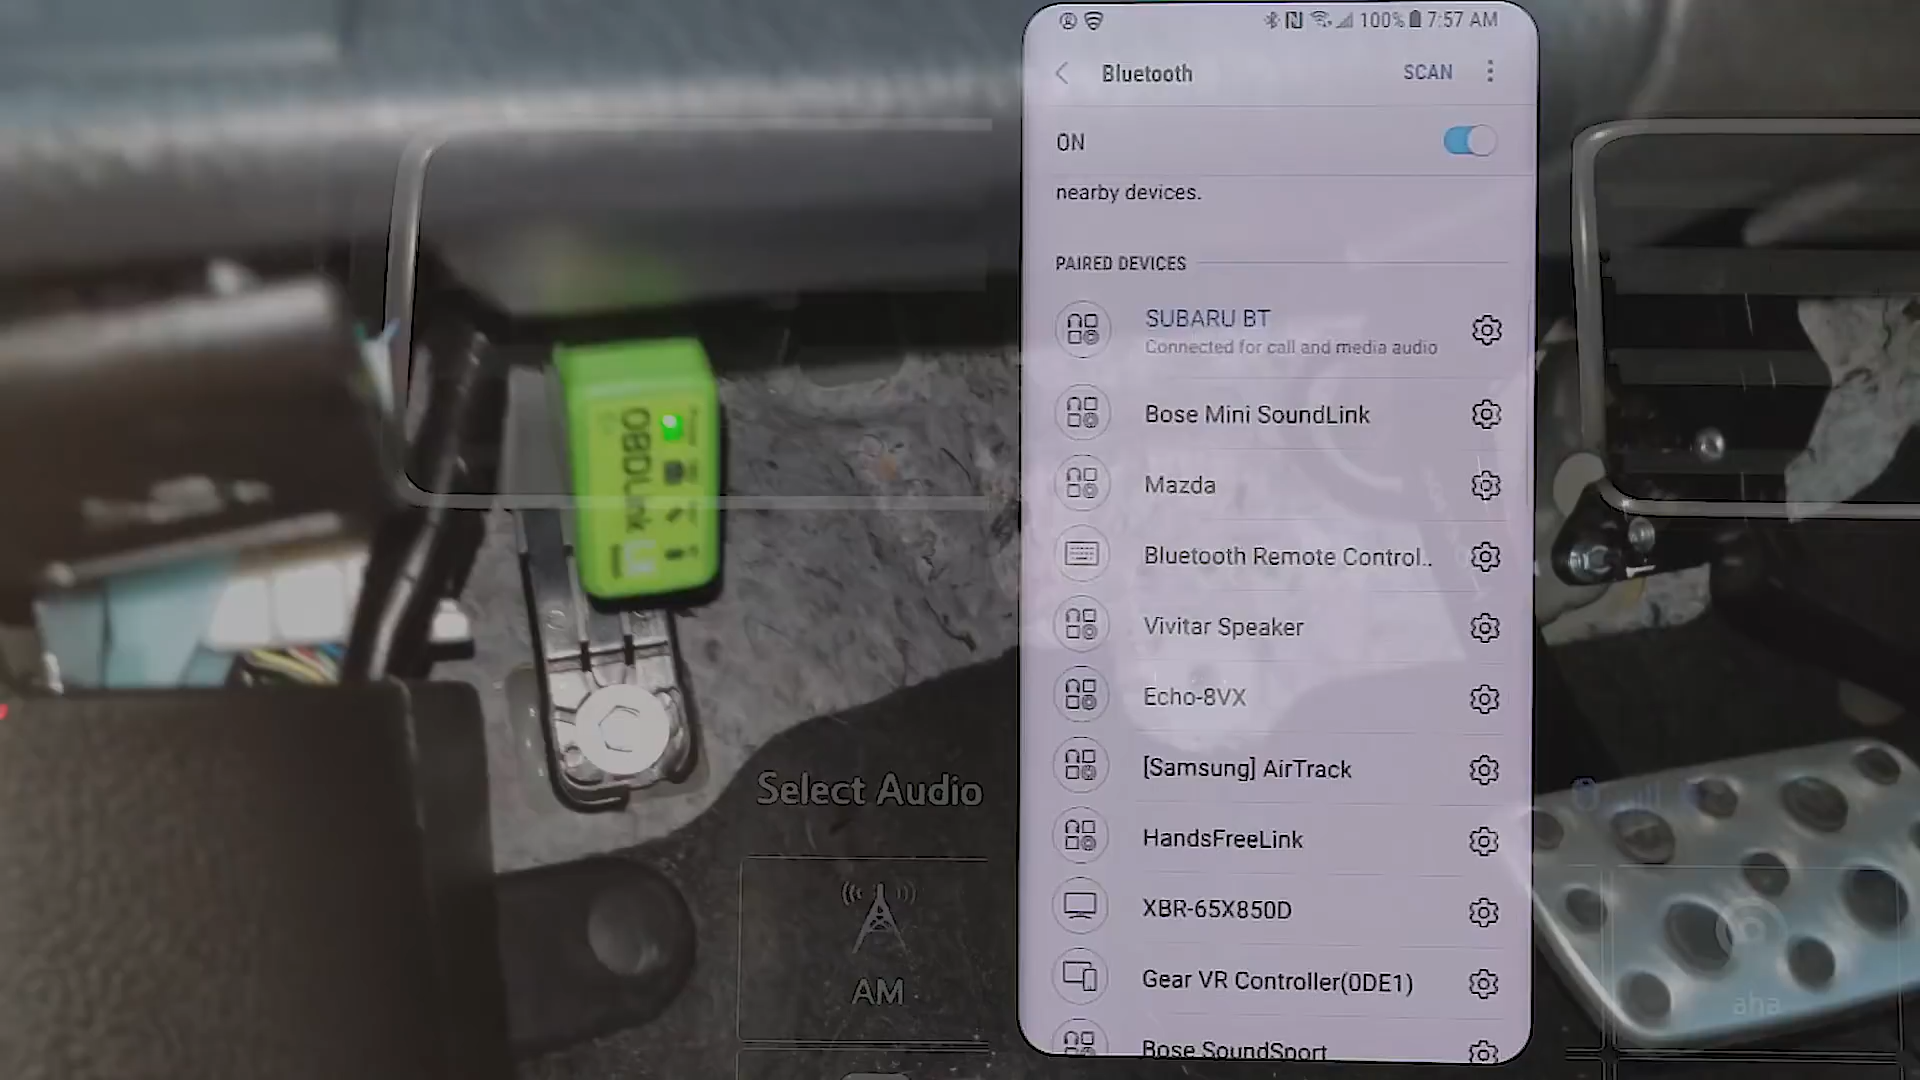 100% 7:57 AM
Bluetooth SCAN
ON
nearby devices.
PAIRED DEVICES
SUBARU BT
Connected for call and media audio
Bose Mini SoundLink
Mazda
Bluetooth Remote Control..
Vivitar Speaker
Echo-8VX
[Samsung] AirTrack
HandsFreeLink
XBR-65X850D
Gear VR Controller(0DE1)
Bose SoundSport
OBDLink
Select Audio
AM
aha